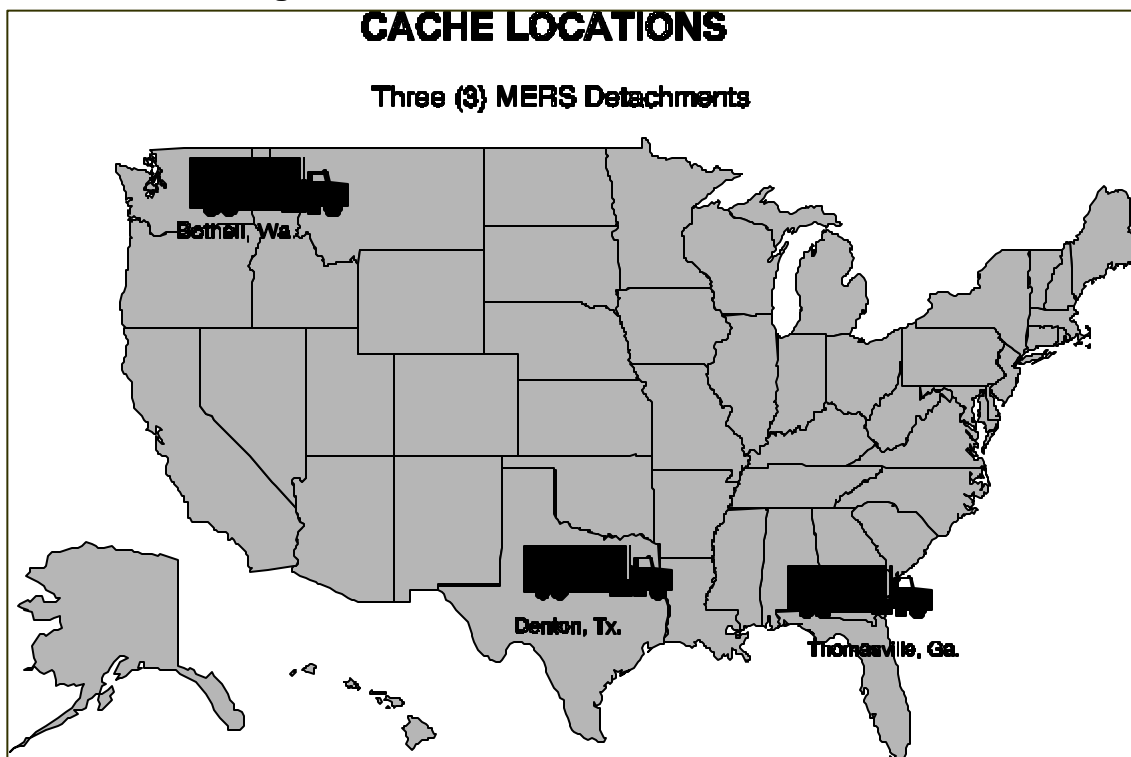 CACHE LOCATIONS
Three (3) MERS Detachments
Bothell, Wa.
Denton, Tx.
Thomasville, Ga.